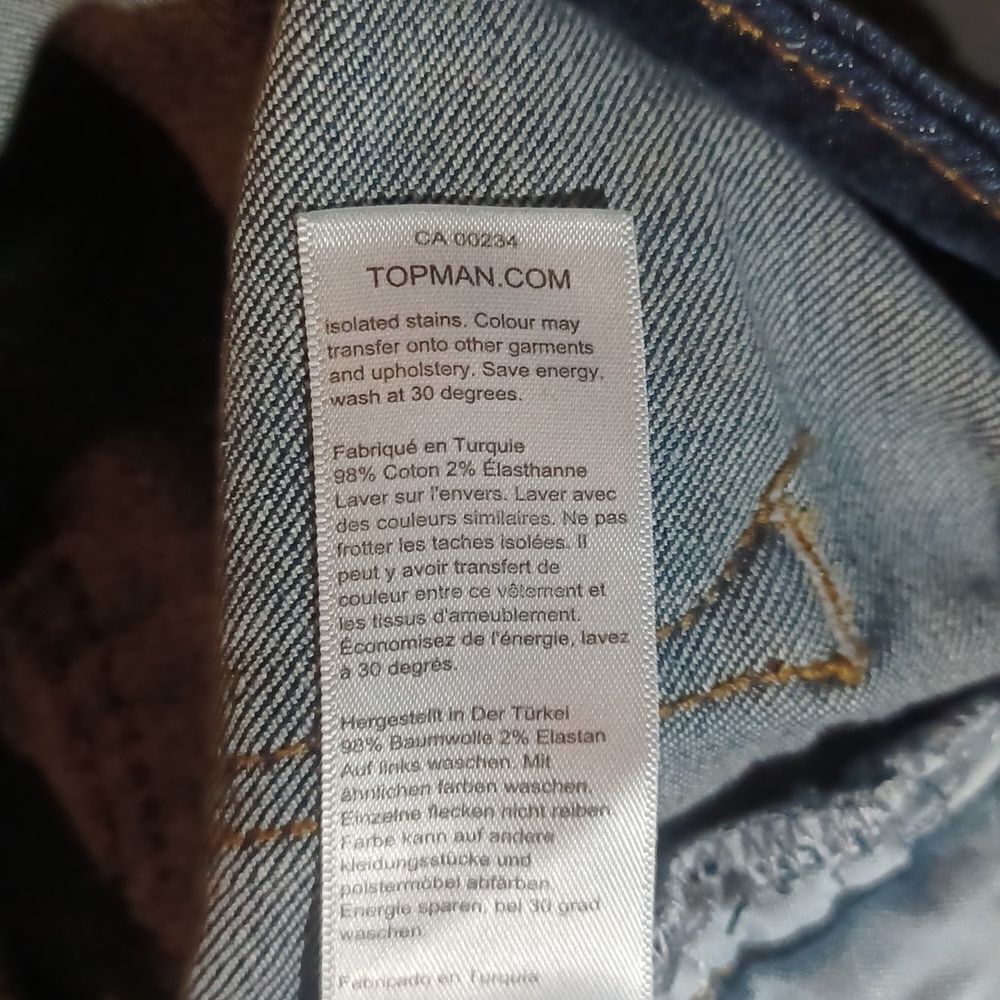 CA 00234
TOPMAN.COM
isolated stains. Colour may
transfer onto other garments
and upholstery. Save energy,
wash at 30 degrees.
Fabriqué en Turquie
98% Coton 2% Élasthanne
Laver sur l'envers. Laver avec
des couleurs similaires. Ne pas
frotter les taches isolées. Il
peut y avoir transfert de
couleur entre ce vêtement et
les tissus d'ameublement.
Économisez de l'énergie, lavez
à 30 degrés.
Hergestellt in Der Türkei
98% Baumwolle 2% Elastan
Auf links waschen. Mit
ähnlichen farben waschen.
Einzelne flecken nicht reiben.
Farbe kann auf andere
kleidungsstücke und
polstermöbel abfärben.
Energie sparen, bei 30 grad
waschen.
Fabricado en Turquia